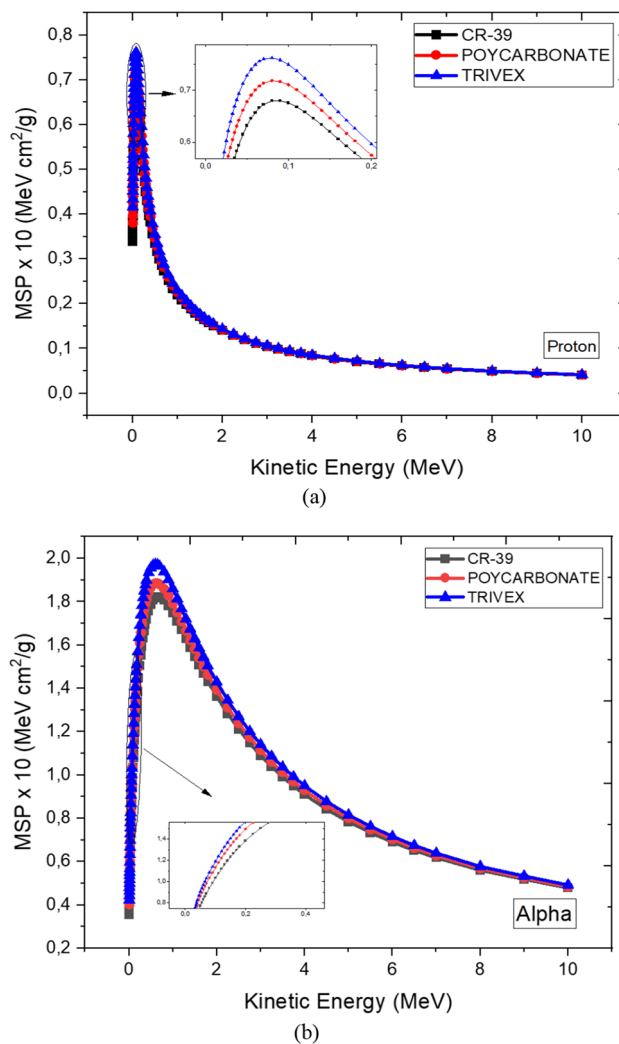 0,8
0,7
0,6
0,5
0,4
0,3
0,2
0,1
0,0
MSP x 10 (MeV cm²/g)
CR-39
POYCARBONATE
TRIVEX
0,7
0,6
0,0 0,1 0,2
Proton
0 2 4 6 8 10
Kinetic Energy (MeV)
(a)
2,0
1,8
1,6
1,4
1,2
1,0
0,8
0,6
0,4
0,2
MSP x 10 (MeV cm²/g)
CR-39
POYCARBONATE
TRIVEX
1,4
1,2
1,0
0,8
0,0 0,2 0,4
Alpha
0 2 4 6 8 10
Kinetic Energy (MeV)
(b)